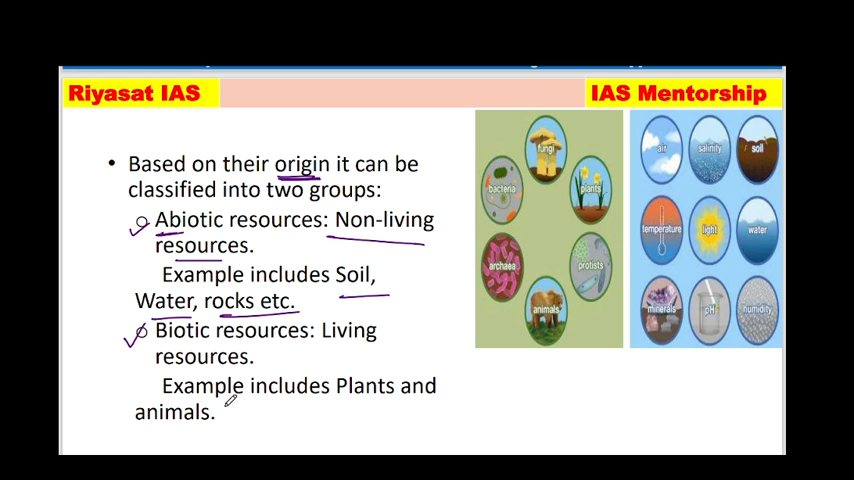 Riyasat IAS
IAS Mentorship
• Based on their origin it can be
classified into two groups:
o Abiotic resources: Non-living
resources.
Example includes Soil,
Water, rocks etc.
o Biotic resources: Living
resources.
Example includes Plants and
animals.
fungi
bacteria
plants
archaea
protists
animals
air
salinity
soil
temperature
light
water
minerals
pH
humidity